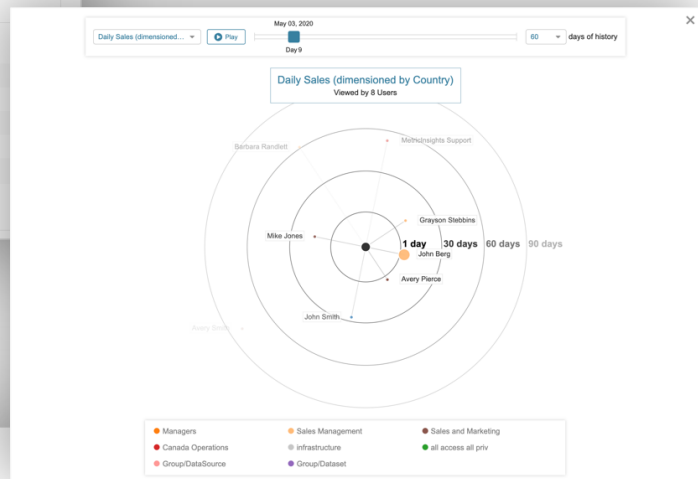 May 03, 2020
Daily Sales (dimensioned...
Play
60
days of history
Day 9
Daily Sales (dimensioned by Country)
Viewed by 8 Users
Barbara Randlett
MetricInsights Support
Grayson Stebbins
Mike Jones
1 day
30 days
60 days
90 days
John Berg
Avery Pierce
John Smith
Avery Smith
Managers
Sales Management
Sales and Marketing
Canada Operations
infrastructure
all access all priv
Group/DataSource
Group/Dataset